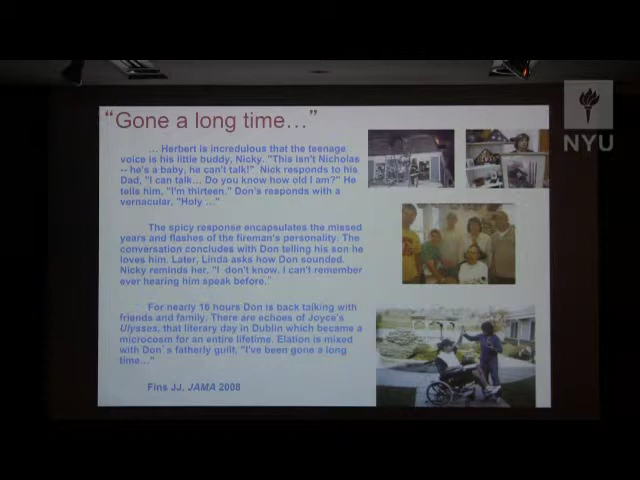 "Gone a long time…"
… Herbert is incredulous that the teenage
voice is his little buddy, Nicky. "This isn't Nicholas
-- he's a baby, he can't talk!" Nick responds to his
Dad, "I can talk… Do you know how old I am?" He
tells him, "I'm thirteen." Don's responds with a
vernacular, "Holy …"
The spicy response encapsulates the missed
years and flashes of the fireman's personality. The
conversation concludes with Don telling his son he
loves him. Later, Linda asks how Don sounded.
Nicky reminds her, "I don't know. I can't remember
ever hearing him speak before."
For nearly 16 hours Don is back talking with
friends and family. There are echoes of Joyce's
Ulysses, that literary day in Dublin which became a
microcosm for an entire lifetime. Elation is mixed
with Don's fatherly guilt, "I've been gone a long
time…"
Fins JJ, JAMA 2008
NYU